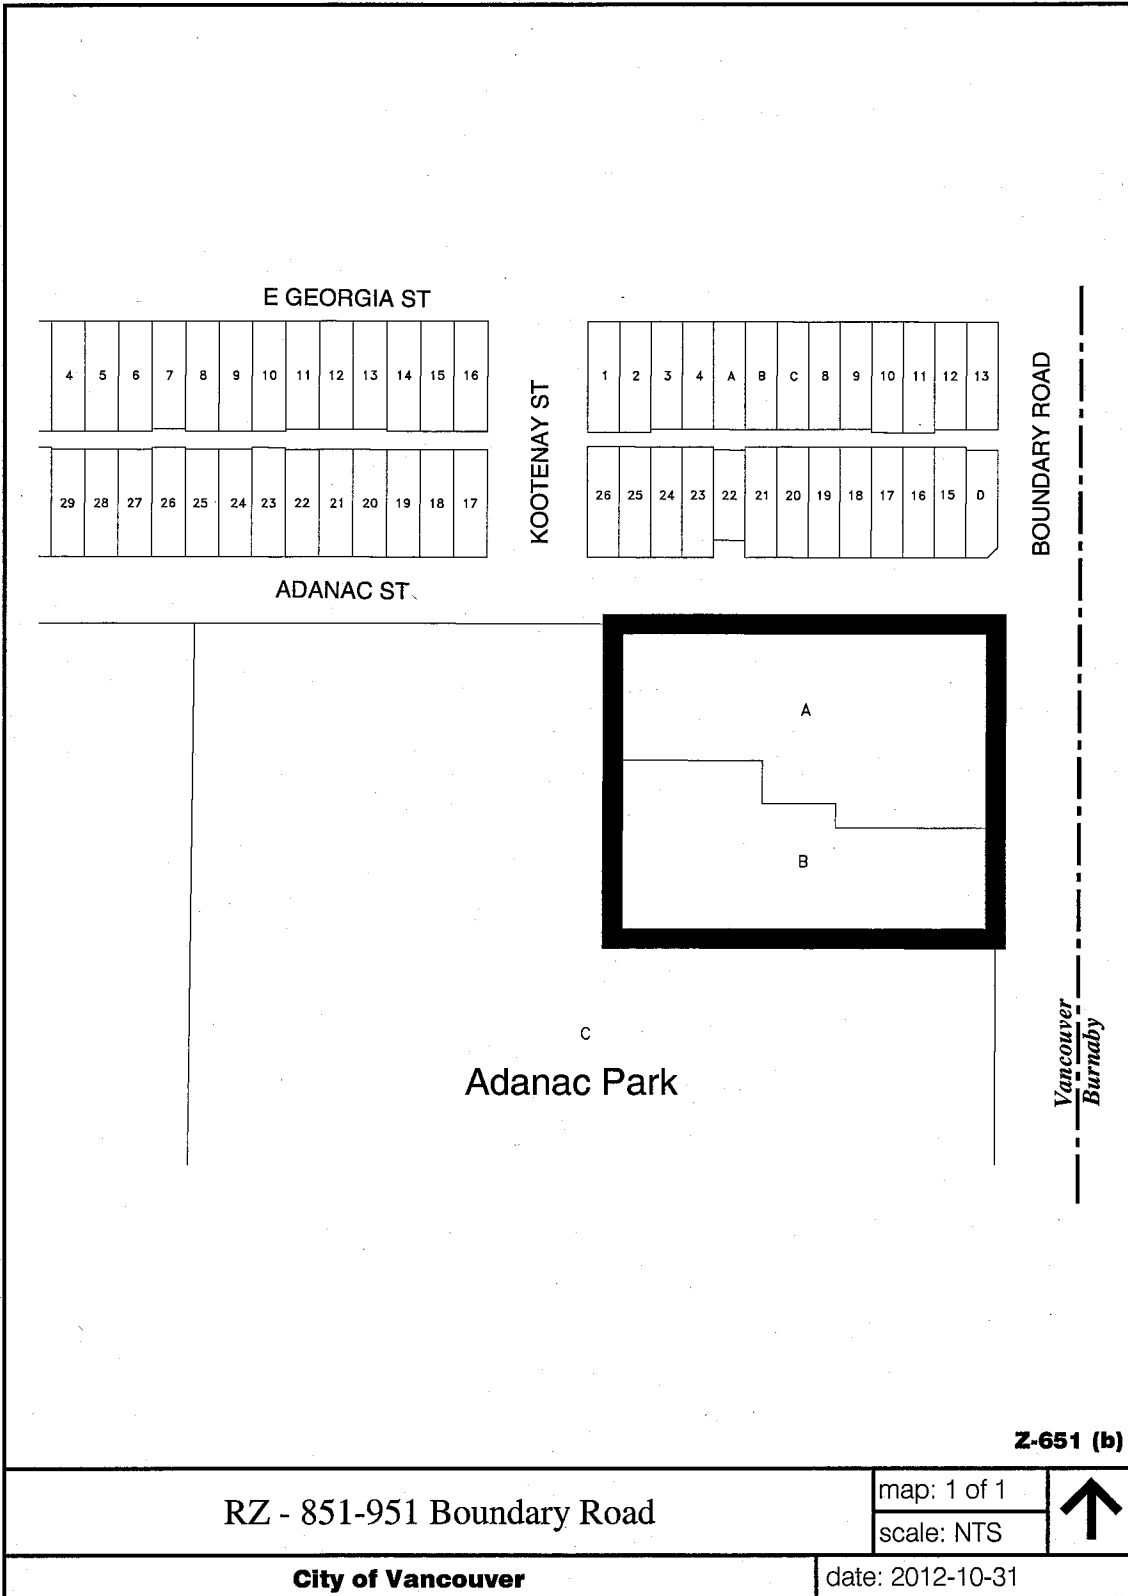 E GEORGIA ST
4 5 6 7 8 9 10 11 12 13 14 15 16
1 2 3 4 A B C 8 9 10 11 12 13
KOOTENAY ST
BOUNDARY ROAD
29 28 27 26 25 24 23 22 21 20 19 18 17
26 25 24 23 22 21 20 19 18 17 16 15 D
ADANAC ST
A
B
C
Adanac Park
Vancouver
Burnaby
Z-651 (b)
RZ - 851-951 Boundary Road
map: 1 of 1
scale: NTS
City of Vancouver
date: 2012-10-31